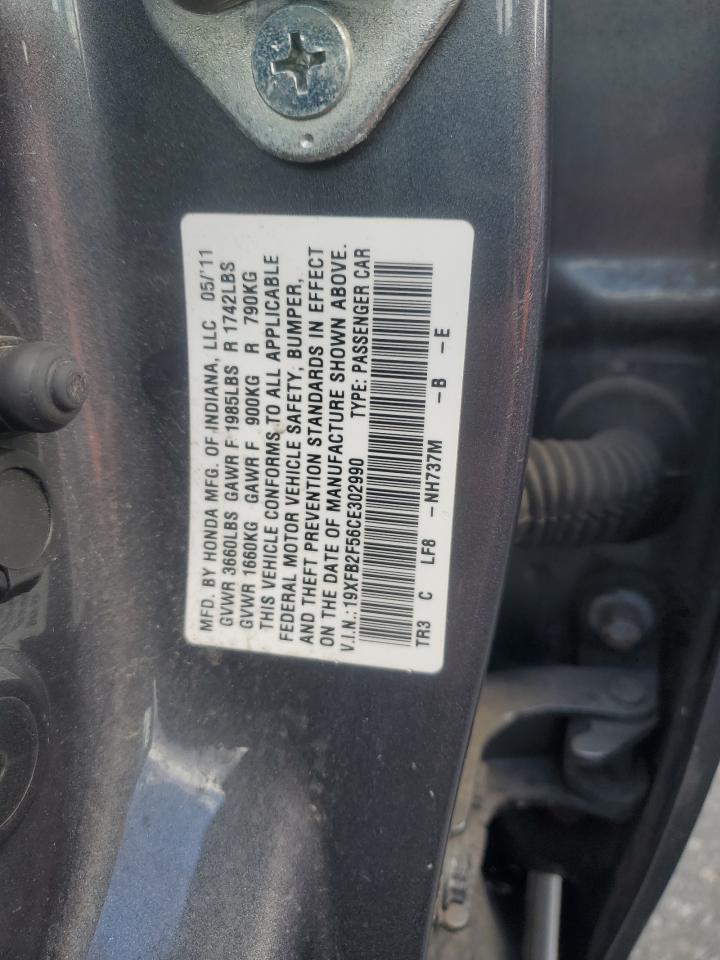 MFD. BY HONDA MFG. OF INDIANA, LLC 05/'11
GVWR 3660LBS GAWR F 1985LBS R 1742LBS
GVWR 1660KG GAWR F 900KG R 790KG
THIS VEHICLE CONFORMS TO ALL APPLICABLE
FEDERAL MOTOR VEHICLE SAFETY, BUMPER,
AND THEFT PREVENTION STANDARDS IN EFFECT
ON THE DATE OF MANUFACTURE SHOWN ABOVE.
V.I.N.:19XFB2F56CE302990 TYPE: PASSENGER CAR
TR3 C LF8 -NH737M -B -E